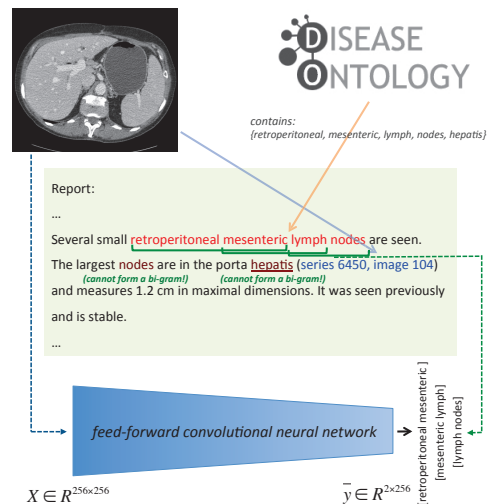 DISEASE
ONTOLOGY
D
O
contains:
{retroperitoneal, mesenteric, lymph, nodes, hepatis}
Report:
...
Several small retroperitoneal mesenteric lymph nodes are seen.
The largest nodes are in the porta hepatis (series 6450, image 104)
(cannot form a bi-gram!) (cannot form a bi-gram!)
and measures 1.2 cm in maximal dimensions. It was seen previously
and is stable.
...
feed-forward convolutional neural network
[retroperitoneal mesenteric]
[mesenteric lymph]
[lymph nodes]
X ∈ R^{256×256}
y̅ ∈ R^{2×256}